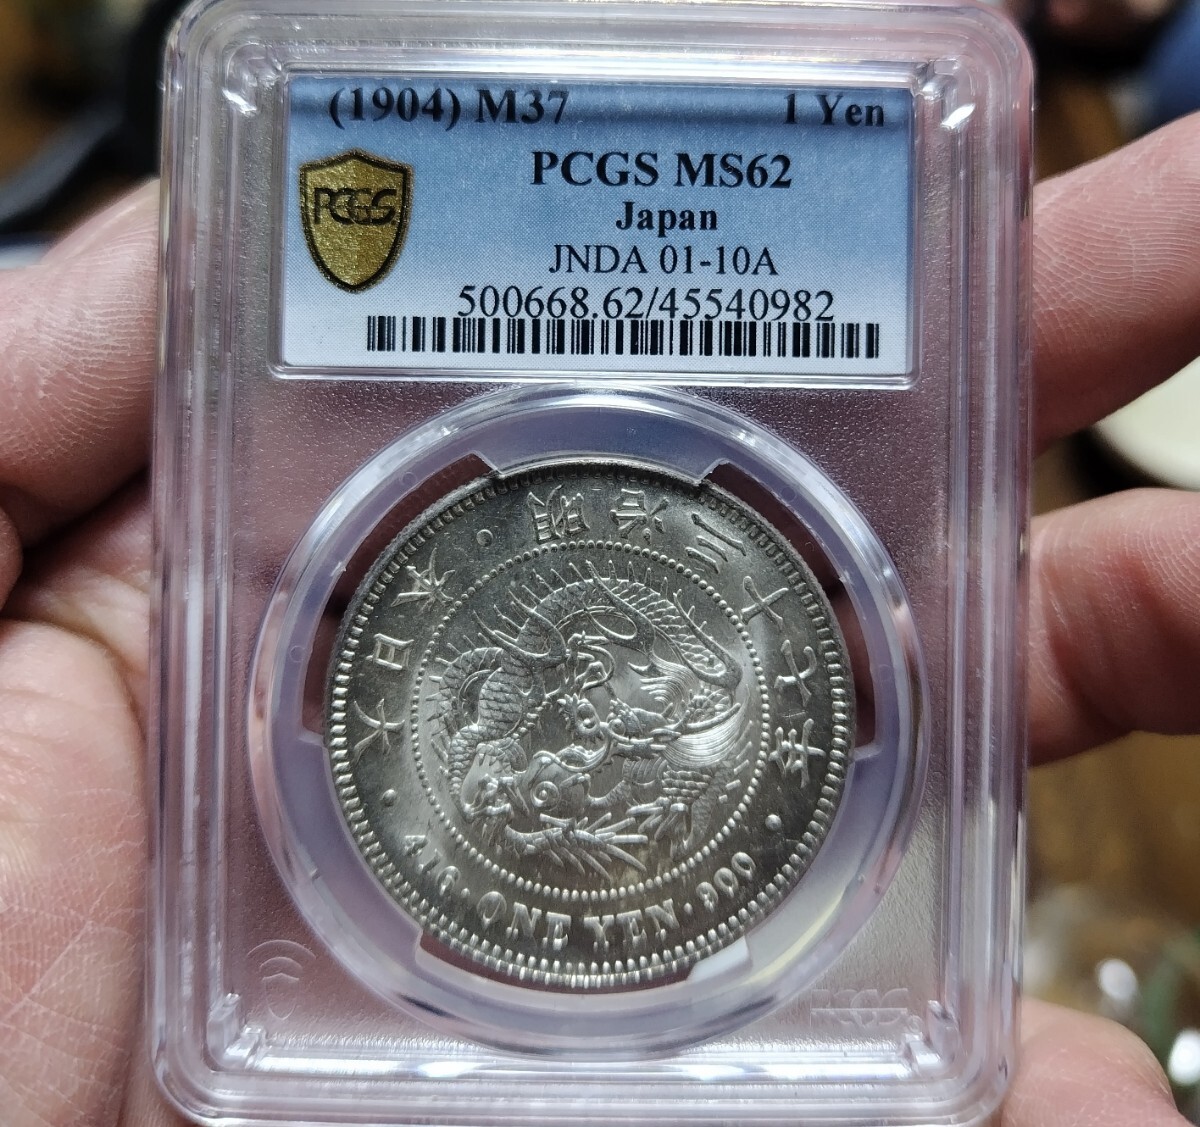 (1904) M37 1 Yen
PCGS MS62
PCGS Japan
JNDA 01-10A
500668.62/45540982
大日本・明治三十七年
416・ONE YEN・900
PCGS